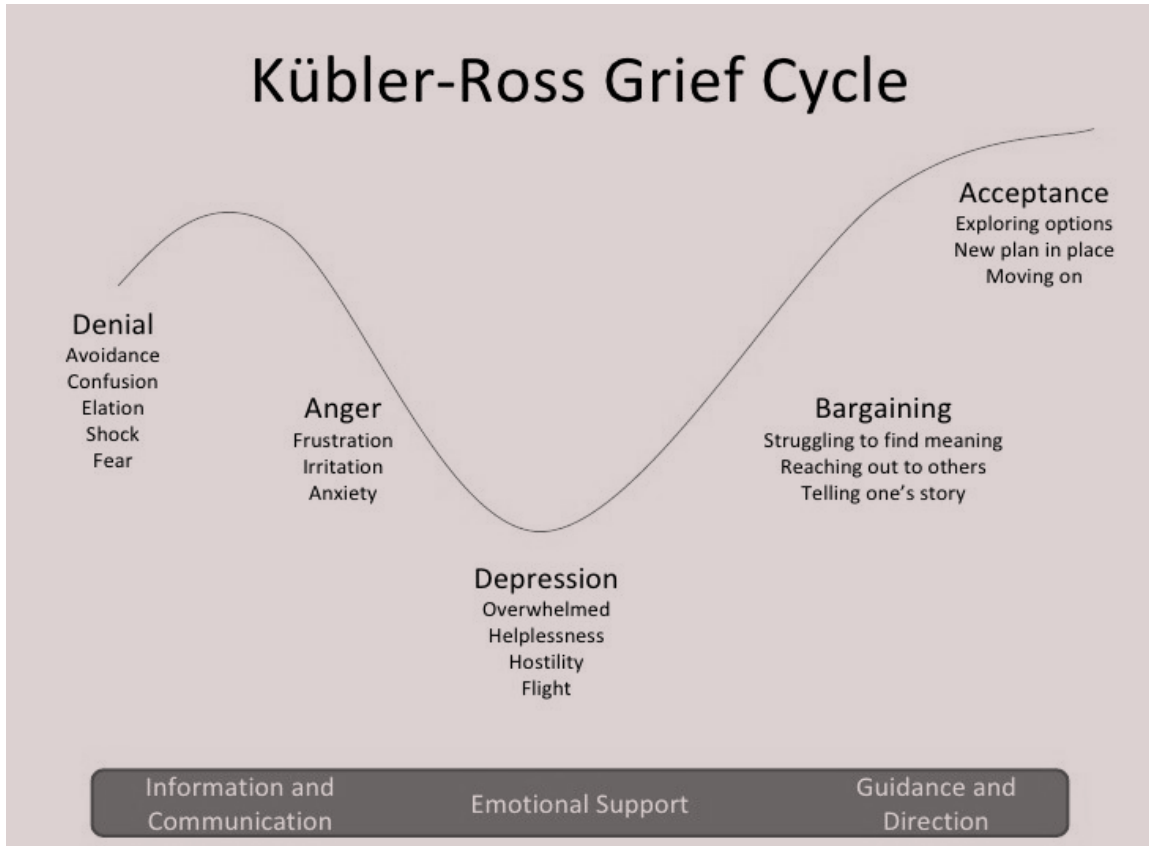 Kübler-Ross Grief Cycle
Denial
Avoidance
Confusion
Elation
Shock
Fear
Anger
Frustration
Irritation
Anxiety
Depression
Overwhelmed
Helplessness
Hostility
Flight
Bargaining
Struggling to find meaning
Reaching out to others
Telling one’s story
Acceptance
Exploring options
New plan in place
Moving on
Information and
Communication
Emotional Support
Guidance and
Direction